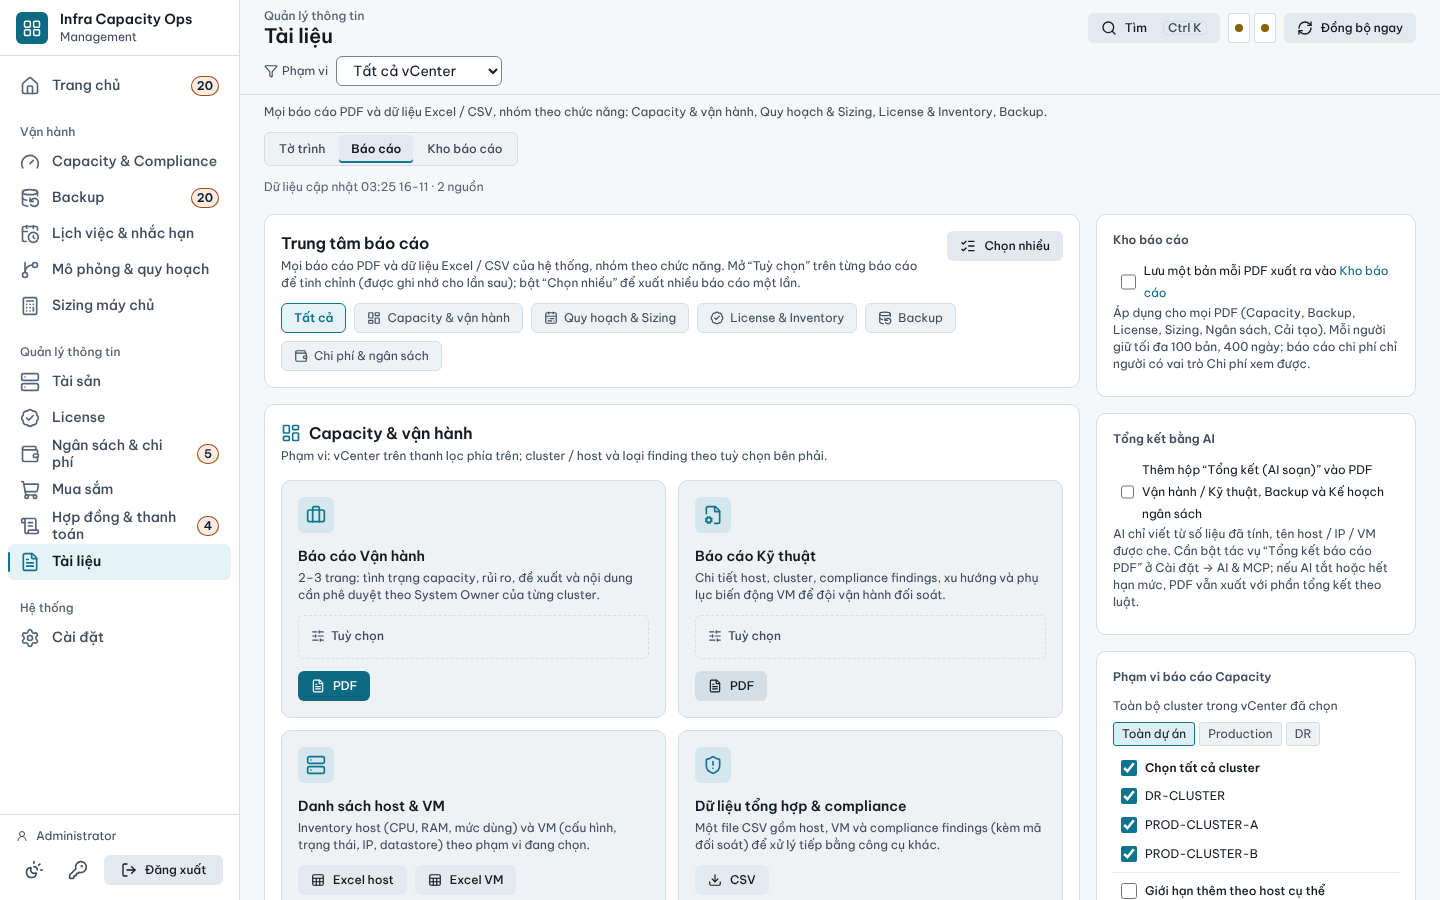 Infra Capacity Ops
Management
Trang chủ 20
Vận hành
Capacity & Compliance
Backup 20
Lịch việc & nhắc hạn
Mô phỏng & quy hoạch
Sizing máy chủ
Quản lý thông tin
Tài sản
License
Ngân sách & chi
phí 5
Mua sắm
Hợp đồng & thanh
toán 4
Tài liệu
Hệ thống
Cài đặt
Administrator
Đăng xuất
Quản lý thông tin
Tài liệu
Tìm Ctrl K
Đồng bộ ngay
Phạm vi Tất cả vCenter
Mọi báo cáo PDF và dữ liệu Excel / CSV, nhóm theo chức năng: Capacity & vận hành, Quy hoạch & Sizing, License & Inventory, Backup.
Tờ trình Báo cáo Kho báo cáo
Dữ liệu cập nhật 03:25 16-11 · 2 nguồn
Trung tâm báo cáo
Mọi báo cáo PDF và dữ liệu Excel / CSV của hệ thống, nhóm theo chức năng. Mở “Tuỳ chọn” trên từng báo cáo
để tinh chỉnh (được ghi nhớ cho lần sau); bật “Chọn nhiều” để xuất nhiều báo cáo một lần.
Chọn nhiều
Tất cả Capacity & vận hành Quy hoạch & Sizing License & Inventory Backup
Chi phí & ngân sách
Capacity & vận hành
Phạm vi: vCenter trên thanh lọc phía trên; cluster / host và loại finding theo tuỳ chọn bên phải.
Báo cáo Vận hành
2–3 trang: tình trạng capacity, rủi ro, đề xuất và nội dung
cần phê duyệt theo System Owner của từng cluster.
Tuỳ chọn
PDF
Báo cáo Kỹ thuật
Chi tiết host, cluster, compliance findings, xu hướng và phụ
lục biến động VM để đội vận hành đối soát.
Tuỳ chọn
PDF
Danh sách host & VM
Inventory host (CPU, RAM, mức dùng) và VM (cấu hình,
trạng thái, IP, datastore) theo phạm vi đang chọn.
Excel host Excel VM
Dữ liệu tổng hợp & compliance
Một file CSV gồm host, VM và compliance findings (kèm mã
đối soát) để xử lý tiếp bằng công cụ khác.
CSV
Kho báo cáo
Lưu một bản mỗi PDF xuất ra vào Kho báo
cáo
Áp dụng cho mọi PDF (Capacity, Backup,
License, Sizing, Ngân sách, Cải tạo). Mỗi người
giữ tối đa 100 bản, 400 ngày; báo cáo chi phí chỉ
người có vai trò Chi phí xem được.
Tổng kết bằng AI
Thêm hộp “Tổng kết (AI soạn)” vào PDF
Vận hành / Kỹ thuật, Backup và Kế hoạch
ngân sách
AI chỉ viết từ số liệu đã tính, tên host / IP / VM
được che. Cần bật tác vụ “Tổng kết báo cáo
PDF” ở Cài đặt → AI & MCP; nếu AI tắt hoặc hết
hạn mức, PDF vẫn xuất với phần tổng kết theo
luật.
Phạm vi báo cáo Capacity
Toàn bộ cluster trong vCenter đã chọn
Toàn dự án Production DR
Chọn tất cả cluster
DR-CLUSTER
PROD-CLUSTER-A
PROD-CLUSTER-B
Giới hạn thêm theo host cụ thể